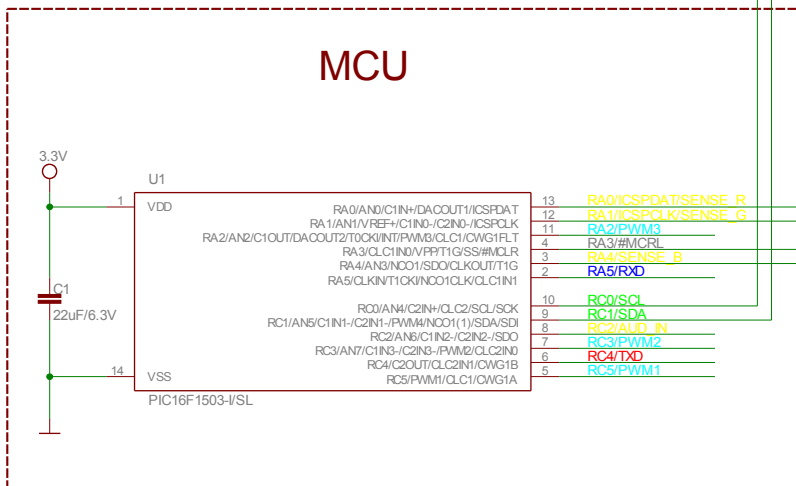 MCU
3.3V
U1
1 VDD
RA0/AN0/C1IN+/DACOUT1/ICSPDAT 13 RA0/ICSPDAT/SENSE_R
RA1/AN1/VREF+/C1IN0-/C2IN0-/ICSPCLK 12 RA1/ICSPCLK/SENSE_G
RA2/AN2/C1OUT/DACOUT2/T0CKI/INT/PWM3/CLC1/CWG1FLT 11 RA2/PWM3
RA3/CLC1IN0/VPP/T1G/SS/#MCLR 4 RA3/#MCRL
RA4/AN3/NCO1/SDO/CLKOUT/T1G 3 RA4/SENSE_B
RA5/CLKIN/T1CKI/NCO1CLK/CLC1IN1 2 RA5/RXD
C1
22uF/6.3V
RC0/AN4/C2IN+/CLC2/SCL/SCK 10 RC0/SCL
RC1/AN5/C1IN1-/C2IN1-/PWM4/NCO1(1)/SDA/SDI 9 RC1/SDA
RC2/AN6/C1IN2-/C2IN2-/SDO 8 RC2/AUD_IN
RC3/AN7/C1IN3-/C2IN3-/PWM2/CLC2IN0 7 RC3/PWM2
RC4/C2OUT/CLC2IN1/CWG1B 6 RC4/TXD
RC5/PWM1/CLC1/CWG1A 5 RC5/PWM1
14 VSS
PIC16F1503-I/SL